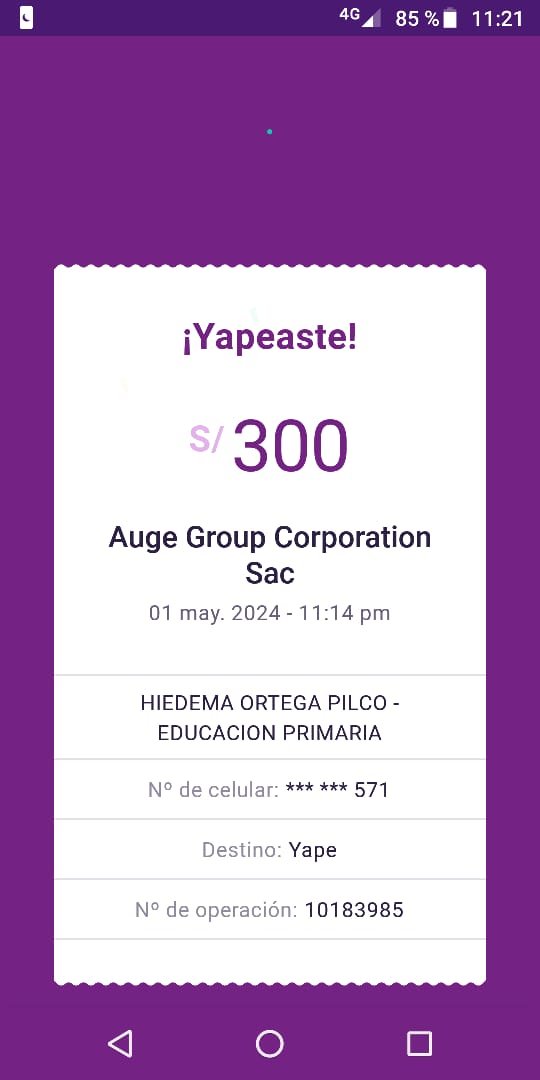 4G 85 % 11:21
¡Yapeaste!
S/ 300
Auge Group Corporation
Sac
01 may. 2024 - 11:14 pm
HIEDEMA ORTEGA PILCO -
EDUCACION PRIMARIA
Nº de celular: *** *** 571
Destino: Yape
Nº de operación: 10183985